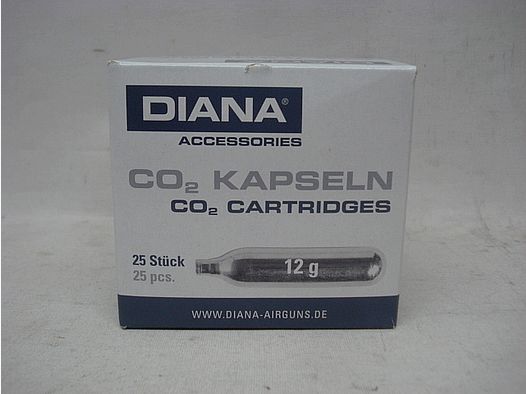 DIANA®
ACCESSORIES
CO₂ KAPSELN
CO₂ CARTRIDGES
25 Stück
25 pcs.
12 g
WWW.DIANA-AIRGUNS.DE